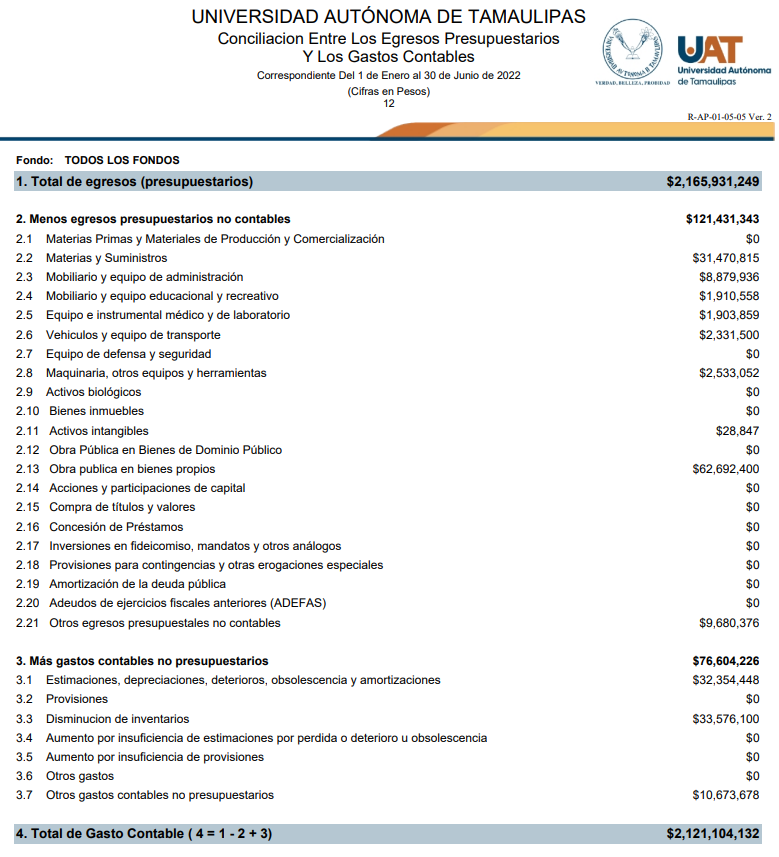 UNIVERSIDAD AUTÓNOMA DE TAMAULIPAS
Conciliacion Entre Los Egresos Presupuestarios
Y Los Gastos Contables
Correspondiente Del 1 de Enero al 30 de Junio de 2022
(Cifras en Pesos)
12
VERDAD, BELLEZA, PROBIDAD
UAT
Universidad Autónoma
de Tamaulipas
R-AP-01-05-05 Ver. 2
Fondo: TODOS LOS FONDOS
1. Total de egresos (presupuestarios) $2,165,931,249
2. Menos egresos presupuestarios no contables $121,431,343
2.1 Materias Primas y Materiales de Producción y Comercialización $0
2.2 Materias y Suministros $31,470,815
2.3 Mobiliario y equipo de administración $8,879,936
2.4 Mobiliario y equipo educacional y recreativo $1,910,558
2.5 Equipo e instrumental médico y de laboratorio $1,903,859
2.6 Vehiculos y equipo de transporte $2,331,500
2.7 Equipo de defensa y seguridad $0
2.8 Maquinaria, otros equipos y herramientas $2,533,052
2.9 Activos biológicos $0
2.10 Bienes inmuebles $0
2.11 Activos intangibles $28,847
2.12 Obra Pública en Bienes de Dominio Público $0
2.13 Obra publica en bienes propios $62,692,400
2.14 Acciones y participaciones de capital $0
2.15 Compra de títulos y valores $0
2.16 Concesión de Préstamos $0
2.17 Inversiones en fideicomiso, mandatos y otros análogos $0
2.18 Provisiones para contingencias y otras erogaciones especiales $0
2.19 Amortización de la deuda pública $0
2.20 Adeudos de ejercicios fiscales anteriores (ADEFAS) $0
2.21 Otros egresos presupuestales no contables $9,680,376
3. Más gastos contables no presupuestarios $76,604,226
3.1 Estimaciones, depreciaciones, deterioros, obsolescencia y amortizaciones $32,354,448
3.2 Provisiones $0
3.3 Disminucion de inventarios $33,576,100
3.4 Aumento por insuficiencia de estimaciones por perdida o deterioro u obsolescencia $0
3.5 Aumento por insuficiencia de provisiones $0
3.6 Otros gastos $0
3.7 Otros gastos contables no presupuestarios $10,673,678
4. Total de Gasto Contable ( 4 = 1 - 2 + 3) $2,121,104,132